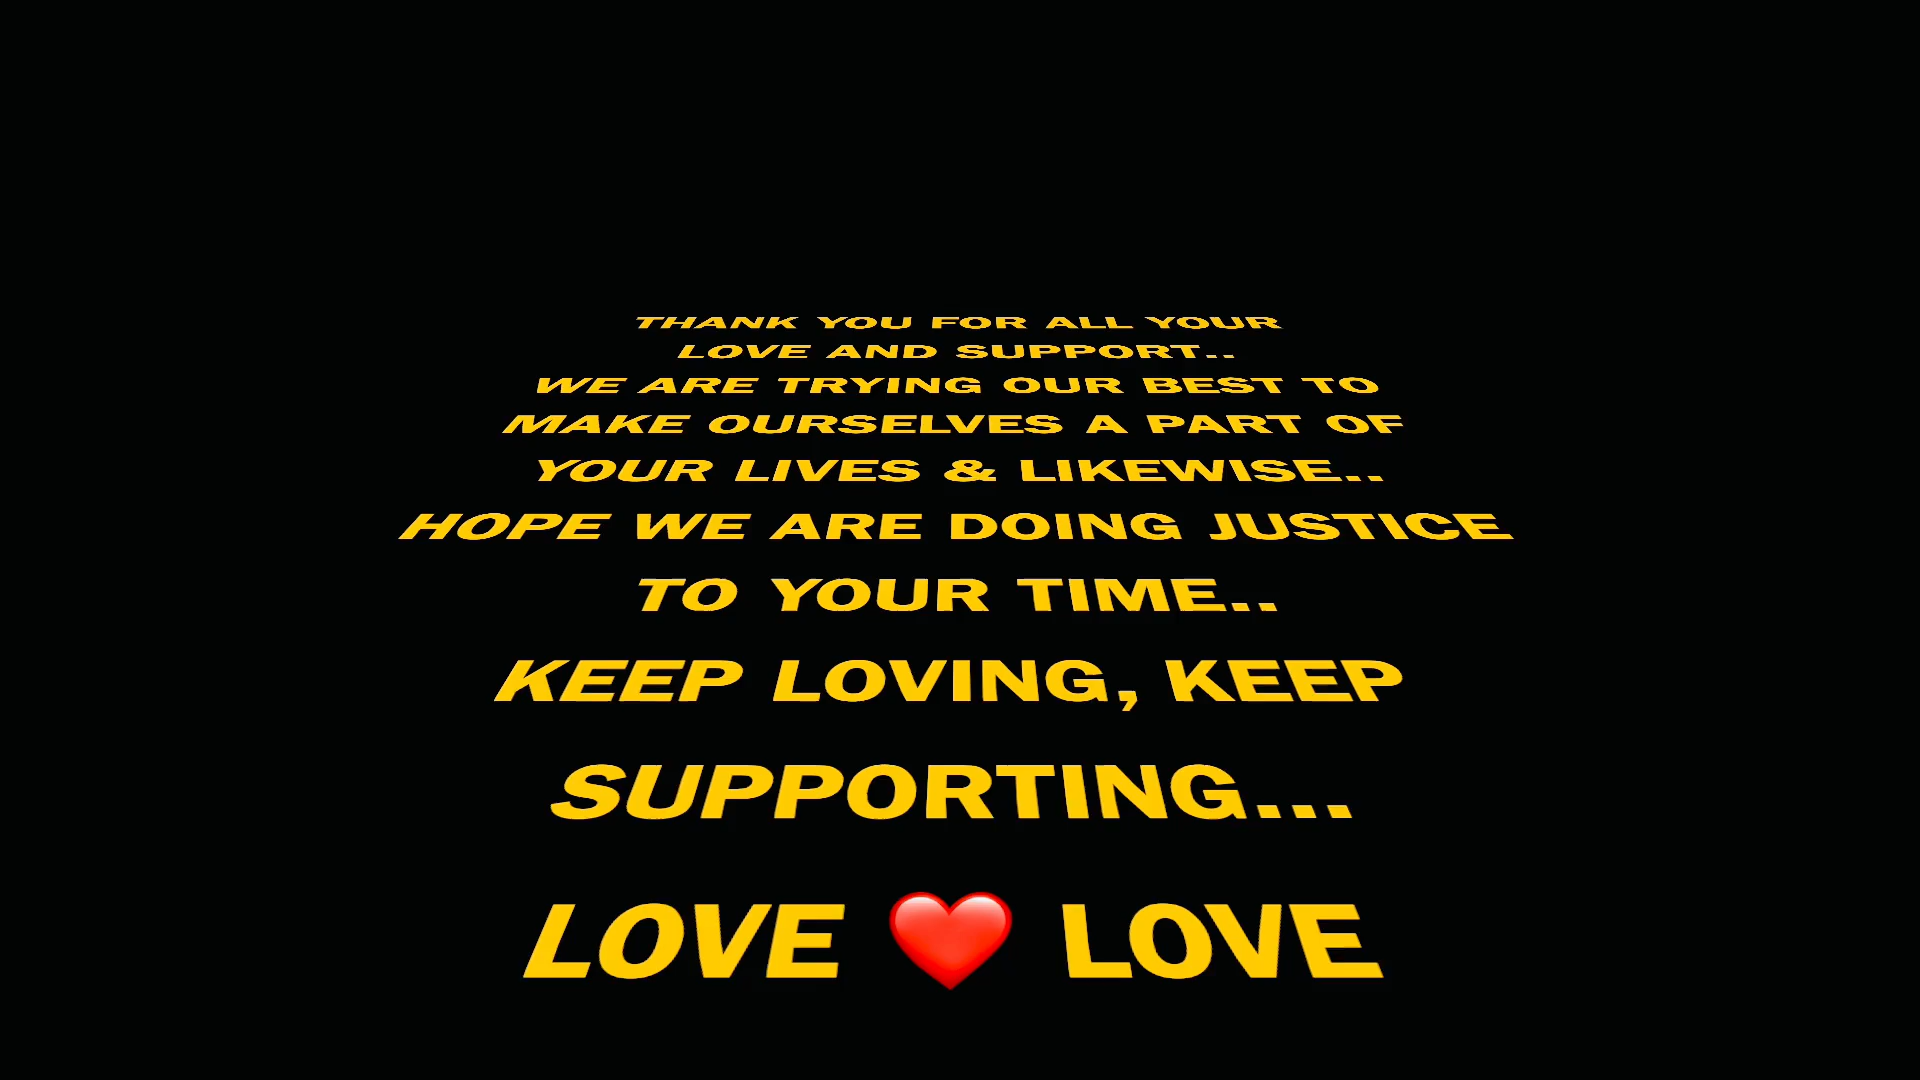 THANK YOU FOR ALL YOUR
LOVE AND SUPPORT..
WE ARE TRYING OUR BEST TO
MAKE OURSELVES A PART OF
YOUR LIVES & LIKEWISE..
HOPE WE ARE DOING JUSTICE
TO YOUR TIME..
KEEP LOVING, KEEP
SUPPORTING...
LOVE ❤️ LOVE